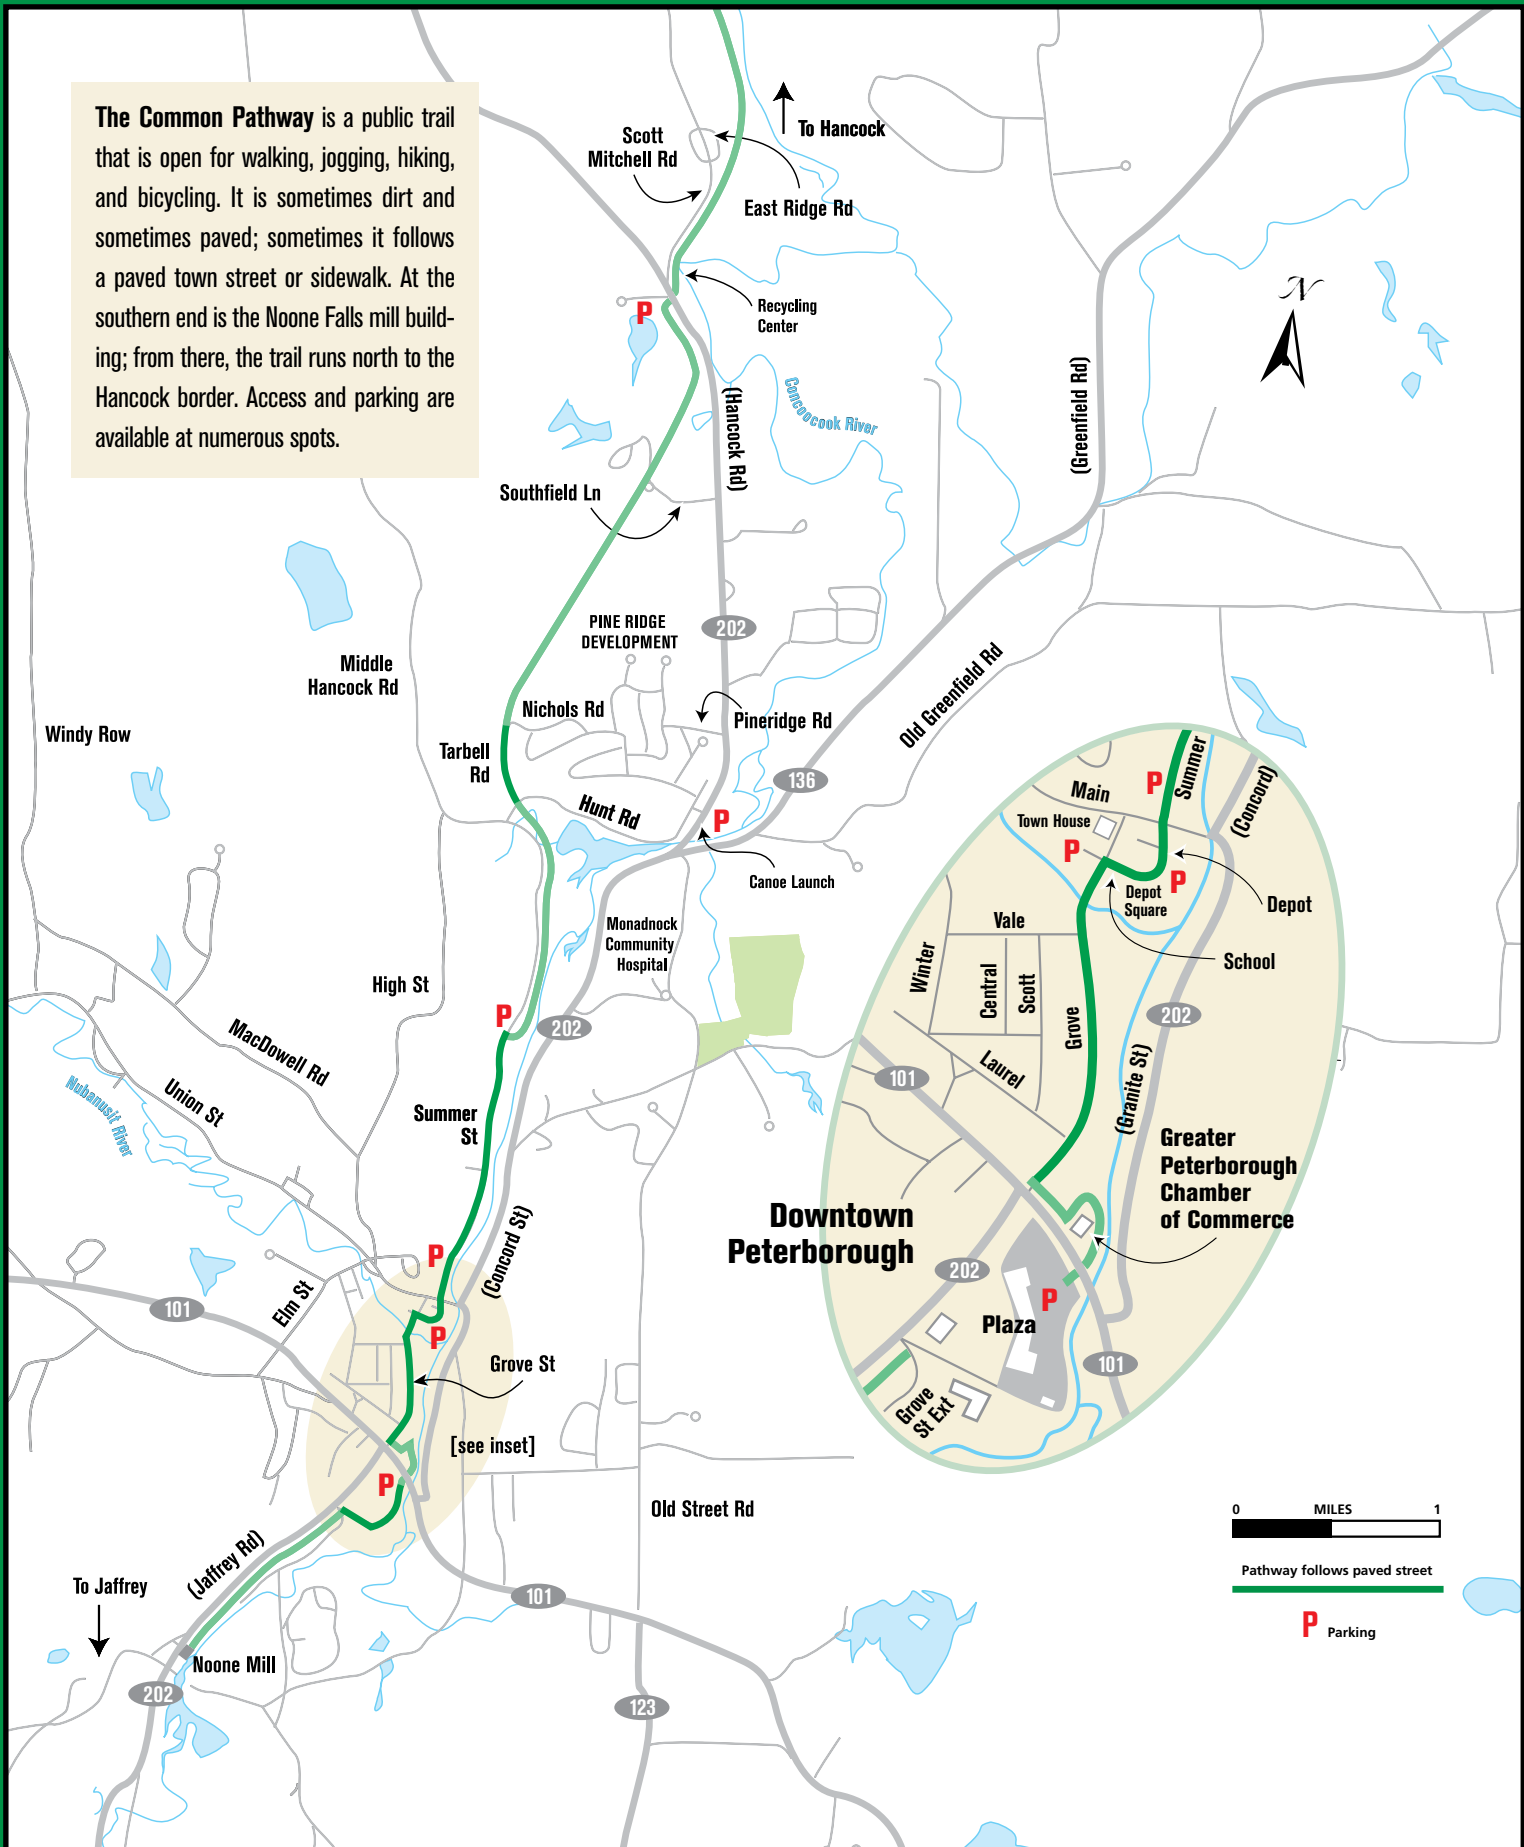 The Common Pathway is a public trail
that is open for walking, jogging, hiking,
and bicycling. It is sometimes dirt and
sometimes paved; sometimes it follows
a paved town street or sidewalk. At the
southern end is the Noone Falls mill build-
ing; from there, the trail runs north to the
Hancock border. Access and parking are
available at numerous spots.
To Hancock
Scott
Mitchell Rd
East Ridge Rd
N
P
Recycling
Center
(Hancock Rd)
Concoocook River
(Greenfield Rd)
Southfield Ln
202
PINE RIDGE
DEVELOPMENT
Middle
Hancock Rd
Old Greenfield Rd
Nichols Rd
Pineridge Rd
Windy Row
Tarbell
Rd
136
Hunt Rd
P
Canoe Launch
Monadnock
Community
Hospital
High St
P
202
MacDowell Rd
Union St
Nubanusit River
Summer
St
P
(Concord St)
Elm St
101
P
Grove St
[see inset]
P
Old Street Rd
(Jaffrey Rd)
To Jaffrey
101
Noone Mill
202
123
Downtown
Peterborough
Summer
P
Main
(Concord)
Town House
P
P
Depot
Square
Depot
Vale
School
Winter
Central
Scott
Grove
202
Laurel
101
(Granite St)
Greater
Peterborough
Chamber
of Commerce
202
P
Plaza
101
Grove
St Ext
0 MILES 1
Pathway follows paved street
P Parking